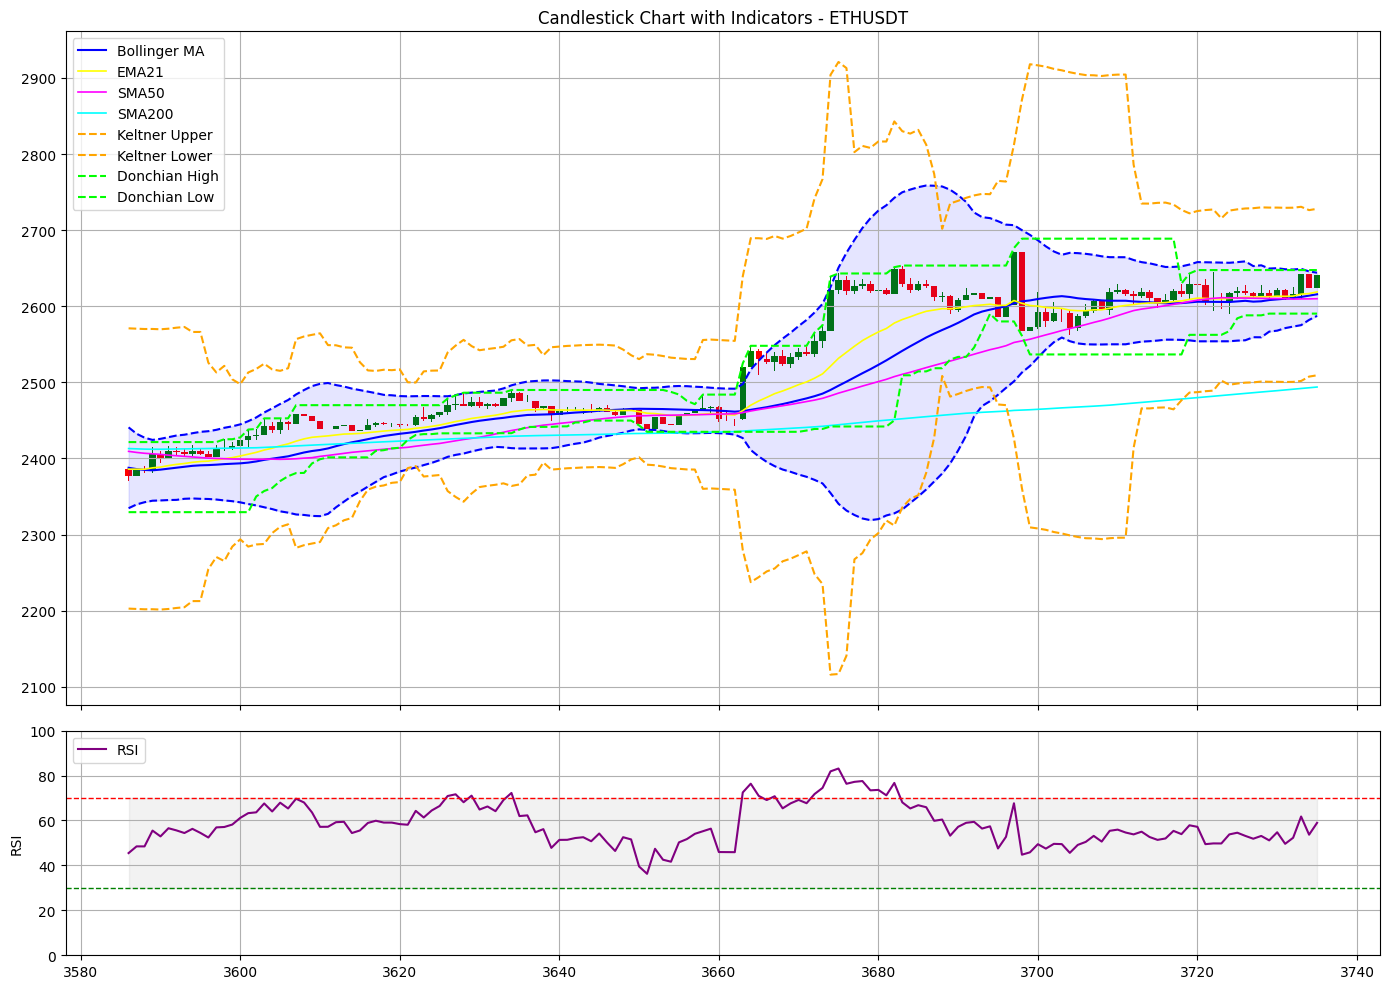 Candlestick Chart with Indicators - ETHUSDT
Bollinger MA
EMA21
SMA50
SMA200
Keltner Upper
Keltner Lower
Donchian High
Donchian Low
2900
2800
2700
2600
2500
2400
2300
2200
2100
RSI
100
80
60
40
20
0
RSI
3580 3600 3620 3640 3660 3680 3700 3720 3740